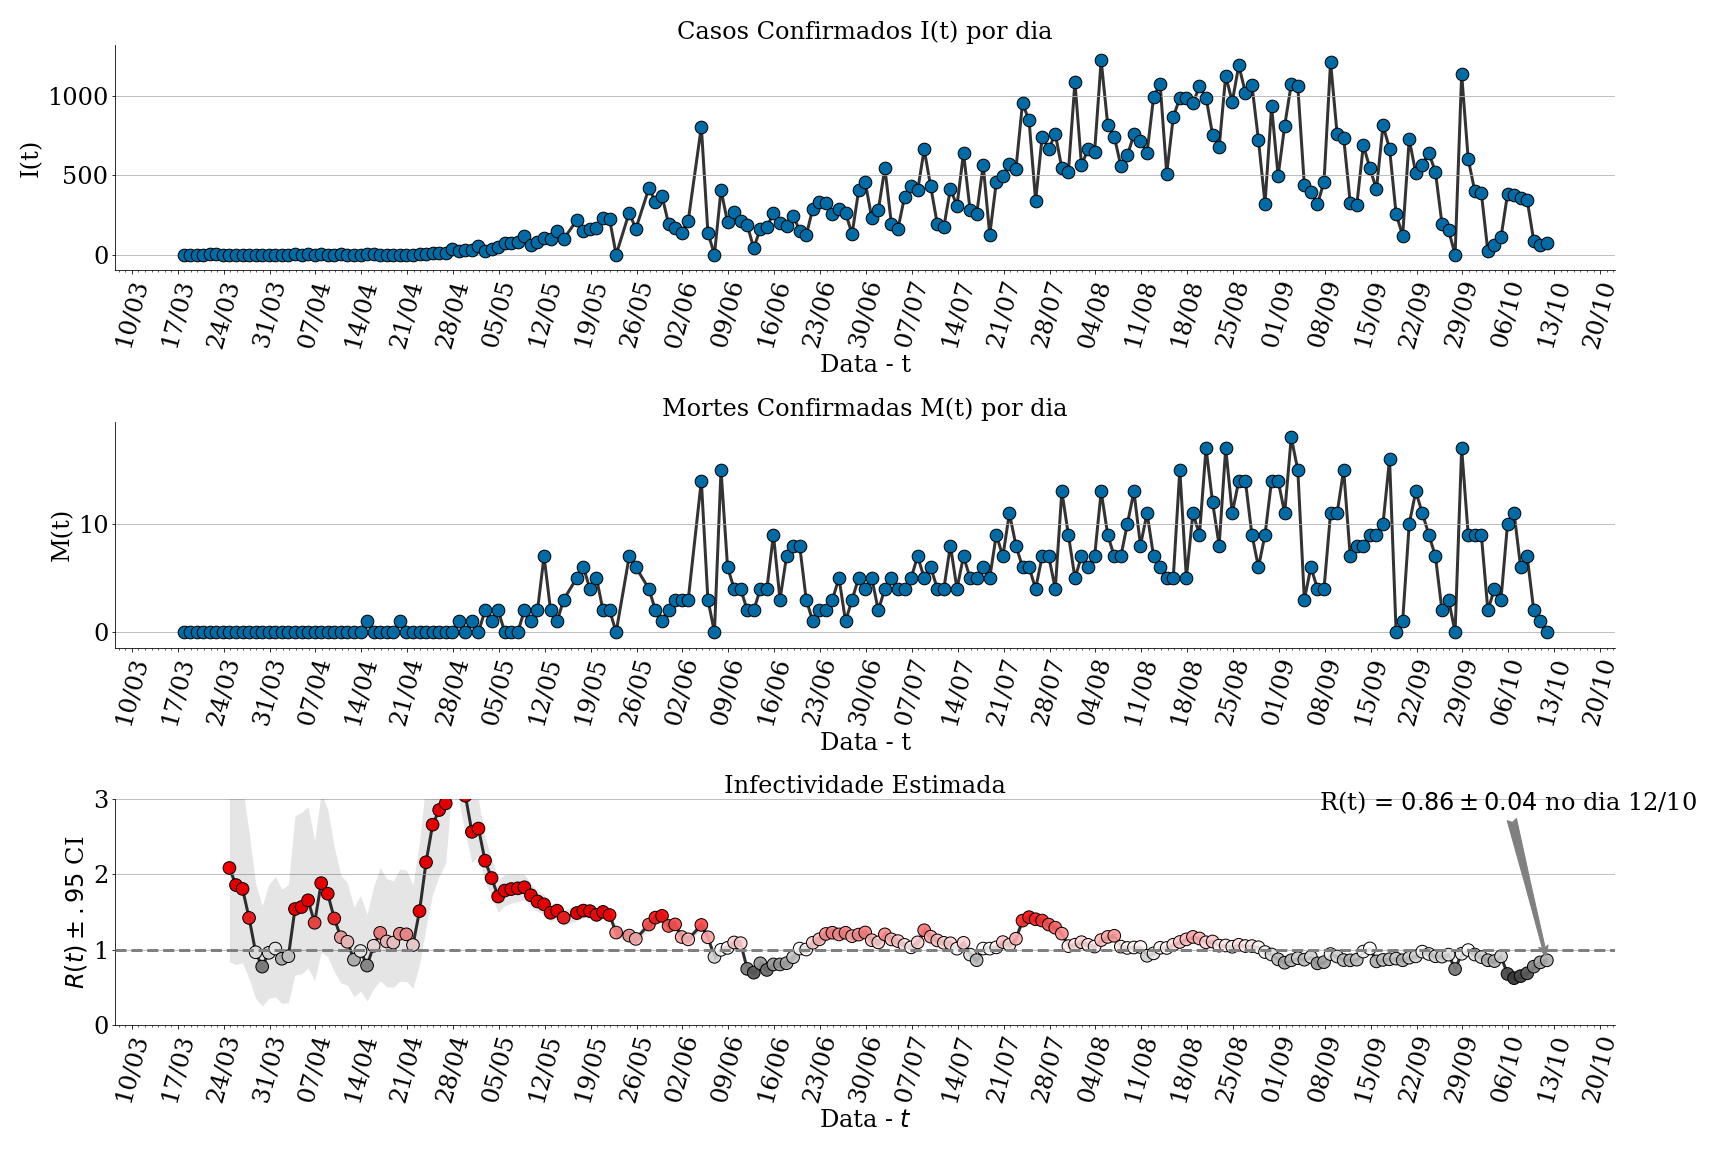 Casos Confirmados I(t) por dia
I(t)
1000
500
0
10/03 17/03 24/03 31/03 07/04 14/04 21/04 28/04 05/05 12/05 19/05 26/05 02/06 09/06 16/06 23/06 30/06 07/07 14/07 21/07 28/07 04/08 11/08 18/08 25/08 01/09 08/09 15/09 22/09 29/09 06/10 13/10 20/10
Data - t
Mortes Confirmadas M(t) por dia
M(t)
10
0
10/03 17/03 24/03 31/03 07/04 14/04 21/04 28/04 05/05 12/05 19/05 26/05 02/06 09/06 16/06 23/06 30/06 07/07 14/07 21/07 28/07 04/08 11/08 18/08 25/08 01/09 08/09 15/09 22/09 29/09 06/10 13/10 20/10
Data - t
Infectividade Estimada
R(t) = 0.86 ± 0.04 no dia 12/10
R(t) ± .95 CI
3
2
1
0
10/03 17/03 24/03 31/03 07/04 14/04 21/04 28/04 05/05 12/05 19/05 26/05 02/06 09/06 16/06 23/06 30/06 07/07 14/07 21/07 28/07 04/08 11/08 18/08 25/08 01/09 08/09 15/09 22/09 29/09 06/10 13/10 20/10
Data - t